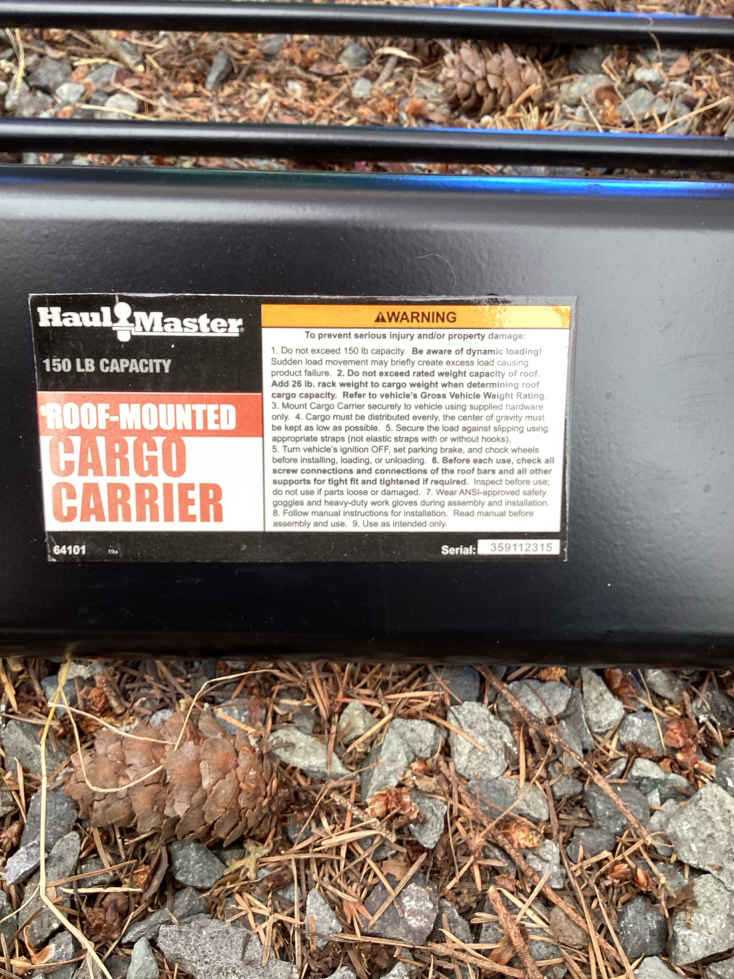 Haul Master
150 LB CAPACITY
ROOF-MOUNTED
CARGO
CARRIER
64101
19a
⚠WARNING
To prevent serious injury and/or property damage:
1. Do not exceed 150 lb capacity. Be aware of dynamic loading!
Sudden load movement may briefly create excess load causing
product failure. 2. Do not exceed rated weight capacity of roof.
Add 26 lb. rack weight to cargo weight when determining roof
cargo capacity. Refer to vehicle's Gross Vehicle Weight Rating.
3. Mount Cargo Carrier securely to vehicle using supplied hardware
only. 4. Cargo must be distributed evenly, the center of gravity must
be kept as low as possible. 5. Secure the load against slipping using
appropriate straps (not elastic straps with or without hooks).
5. Turn vehicle's ignition OFF, set parking brake, and chock wheels
before installing, loading, or unloading. 6. Before each use, check all
screw connections and connections of the roof bars and all other
supports for tight fit and tightened if required. Inspect before use;
do not use if parts loose or damaged. 7. Wear ANSI-approved safety
goggles and heavy-duty work gloves during assembly and installation.
8. Follow manual instructions for installation. Read manual before
assembly and use. 9. Use as intended only.
Serial: 359112315